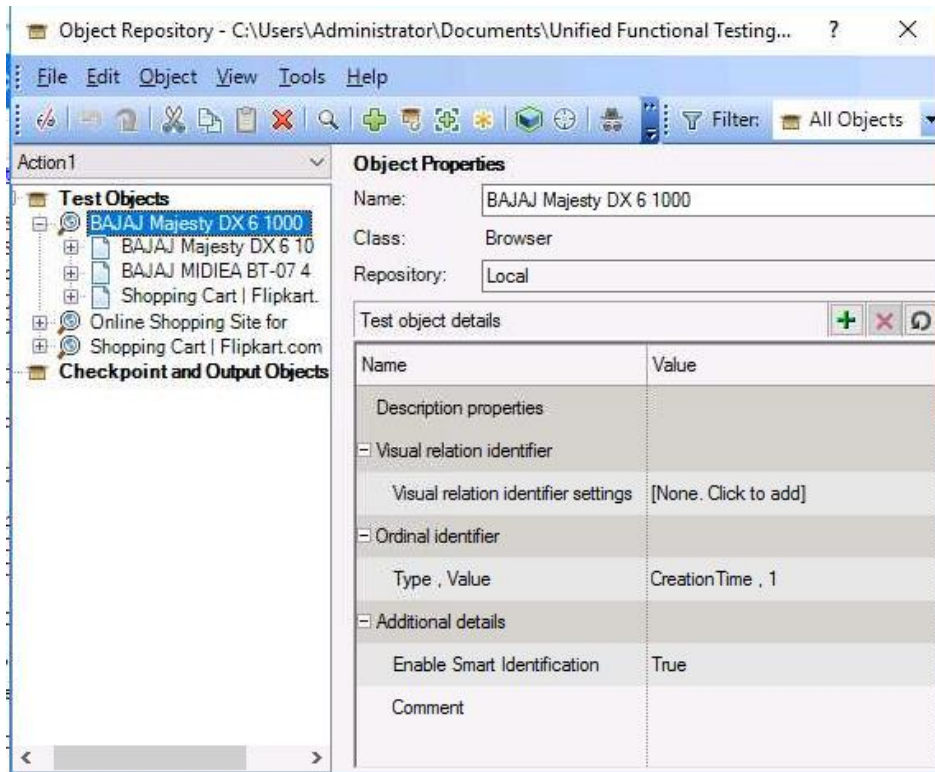 Object Repository - C:\Users\Administrator\Documents\Unified Functional Testing...
?
File Edit Object View Tools Help
Filter: All Objects
Action1
Test Objects
BAJAJ Majesty DX 6 1000
BAJAJ Majesty DX 6 10
BAJAJ MIDIEA BT-07 4
Shopping Cart | Flipkart.
Online Shopping Site for
Shopping Cart | Flipkart.com
Checkpoint and Output Objects
Object Properties
Name: BAJAJ Majesty DX 6 1000
Class: Browser
Repository: Local
Test object details
Name Value
Description properties
Visual relation identifier
Visual relation identifier settings [None. Click to add]
Ordinal identifier
Type , Value CreationTime , 1
Additional details
Enable Smart Identification True
Comment